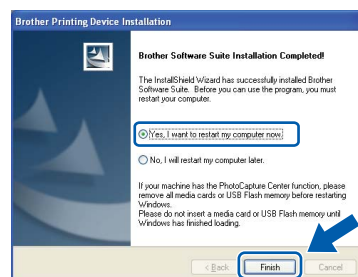 Brother Printing Device Installation
Brother Software Suite Installation Completed!
The InstallShield Wizard has successfully installed Brother
Software Suite.  Before you can use the program, you must
restart your computer.
Yes, I want to restart my computer now.
No, I will restart my computer later.
If your machine has the PhotoCapture Center function, please
remove all media cards or USB Flash memory before restarting
Windows.
Please do not insert a media card or USB Flash memory until
Windows has finished loading.
< Back
Finish
Cancel